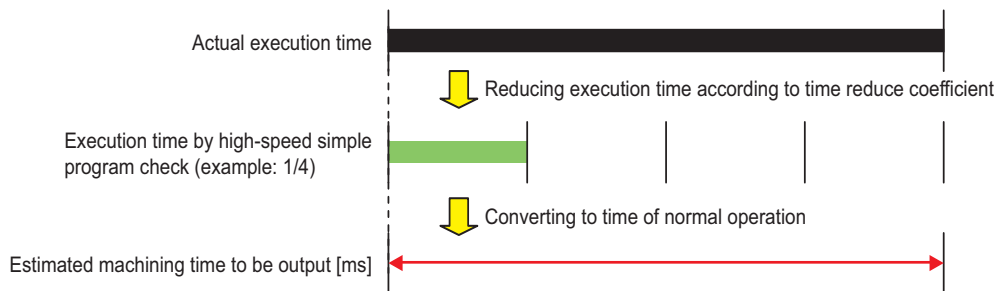 Actual execution time
Reducing execution time according to time reduce coefficient
Execution time by high-speed simple
program check (example: 1/4)
Converting to time of normal operation
Estimated machining time to be output [ms]